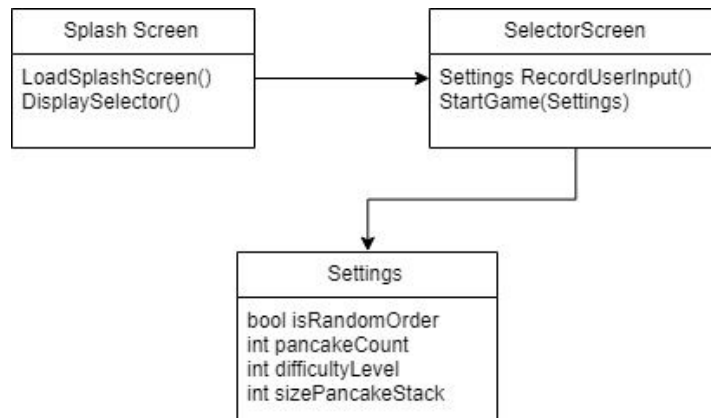 Splash Screen
LoadSplashScreen()
DisplaySelector()
SelectorScreen
Settings RecordUserInput()
StartGame(Settings)
Settings
bool isRandomOrder
int pancakeCount
int difficultyLevel
int sizePancakeStack